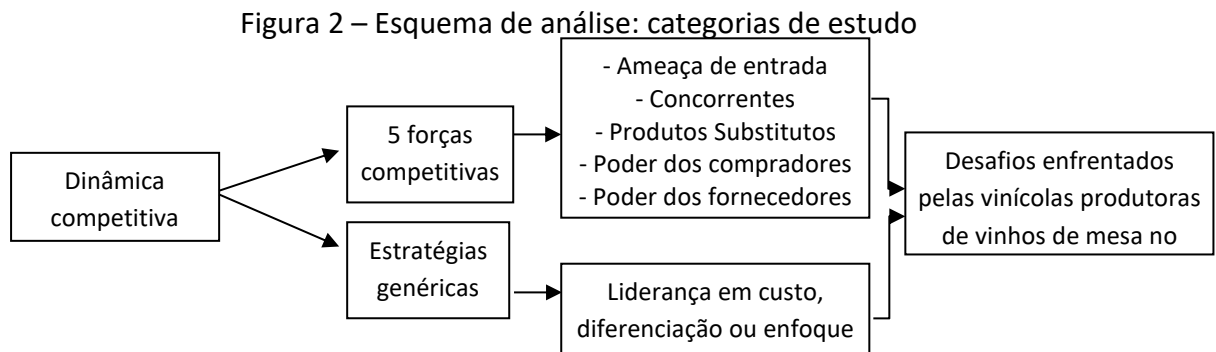 Figura 2 – Esquema de análise: categorias de estudo
Dinâmica
competitiva
5 forças
competitivas
Estratégias
genéricas
- Ameaça de entrada
- Concorrentes
- Produtos Substitutos
- Poder dos compradores
- Poder dos fornecedores
Liderança em custo,
diferenciação ou enfoque
Desafios enfrentados
pelas vinícolas produtoras
de vinhos de mesa no